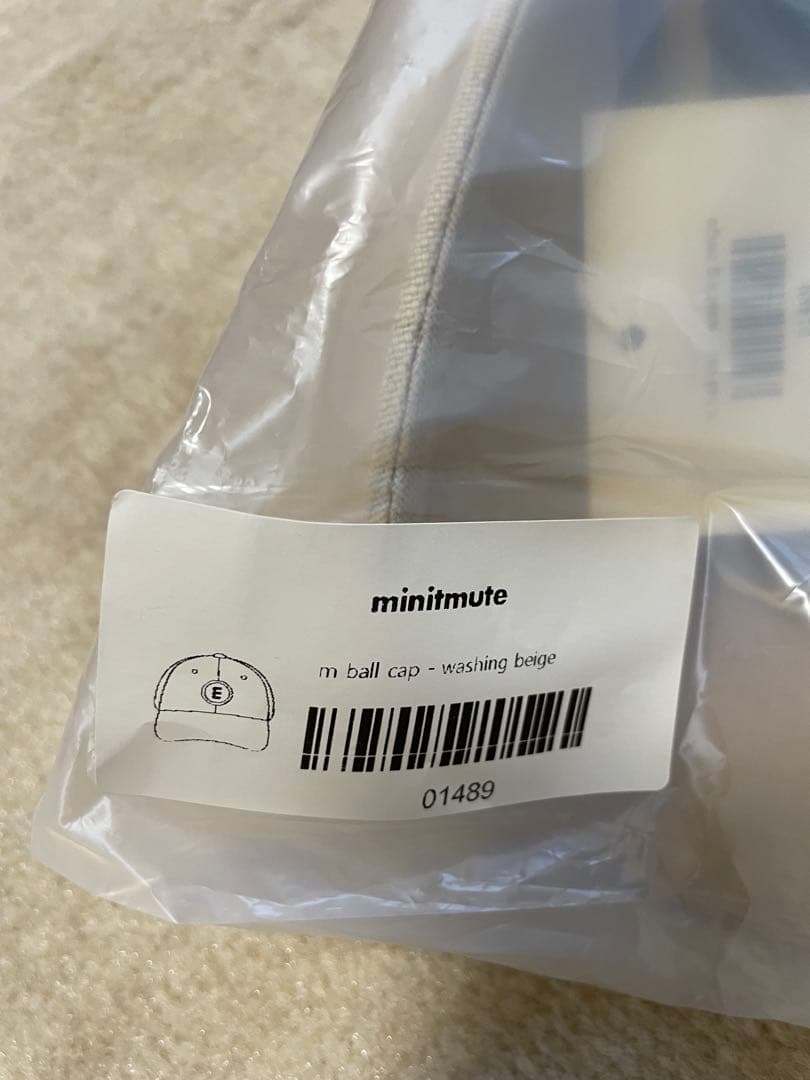 minitmute
m ball cap - washing beige
E
01489